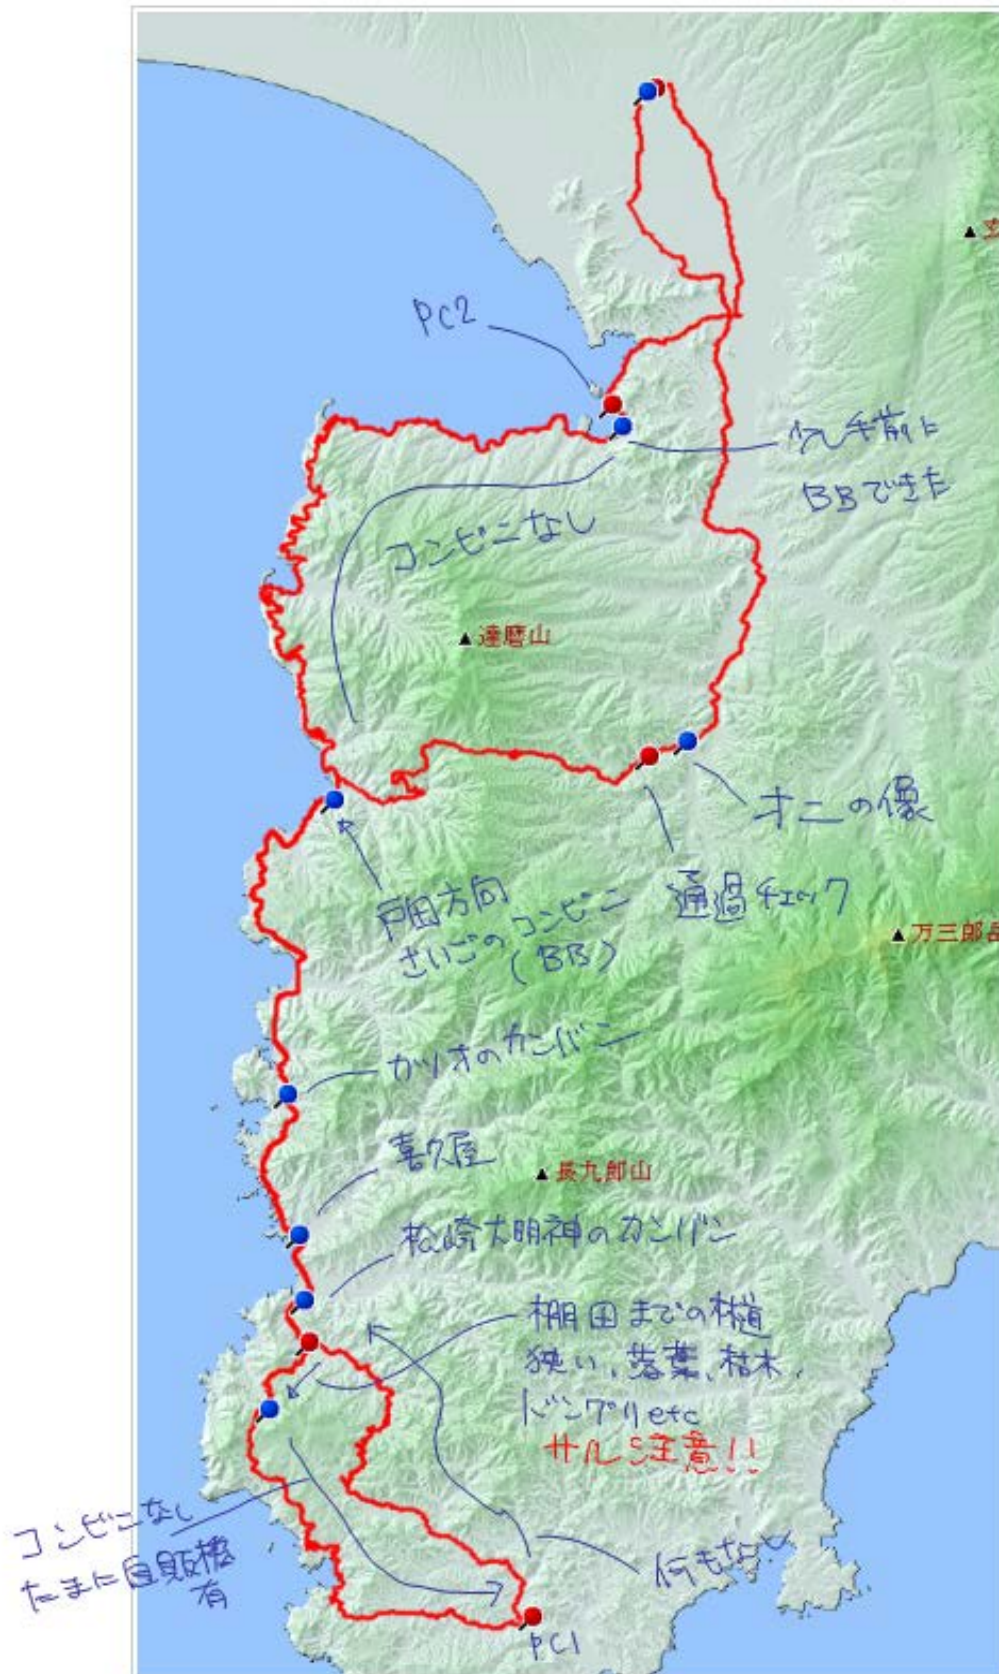 PC2
少し手前に
BBできた
コンビニなし
達磨山
オニの像
通過チェック
戸田方向
さいごのコンビニ
(BB)
万三郎岳
カツオのカンバン
喜久屋
長九郎山
松崎大明神のカンバン
棚田までの林道
狭い、落葉、枯木、
ドングリetc
サル注意!!
コンビニなし
たまに自販機
有
何もなし
PC1